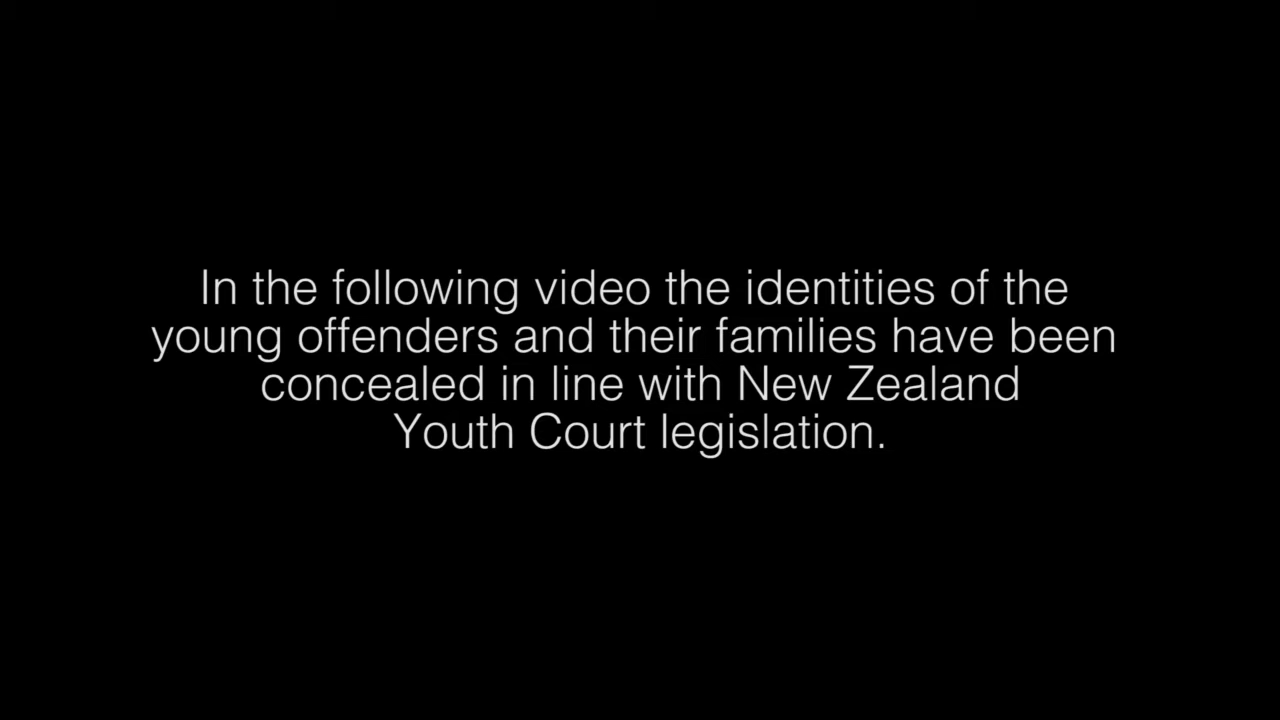 In the following video the identities of the
young offenders and their families have been
concealed in line with New Zealand
Youth Court legislation.